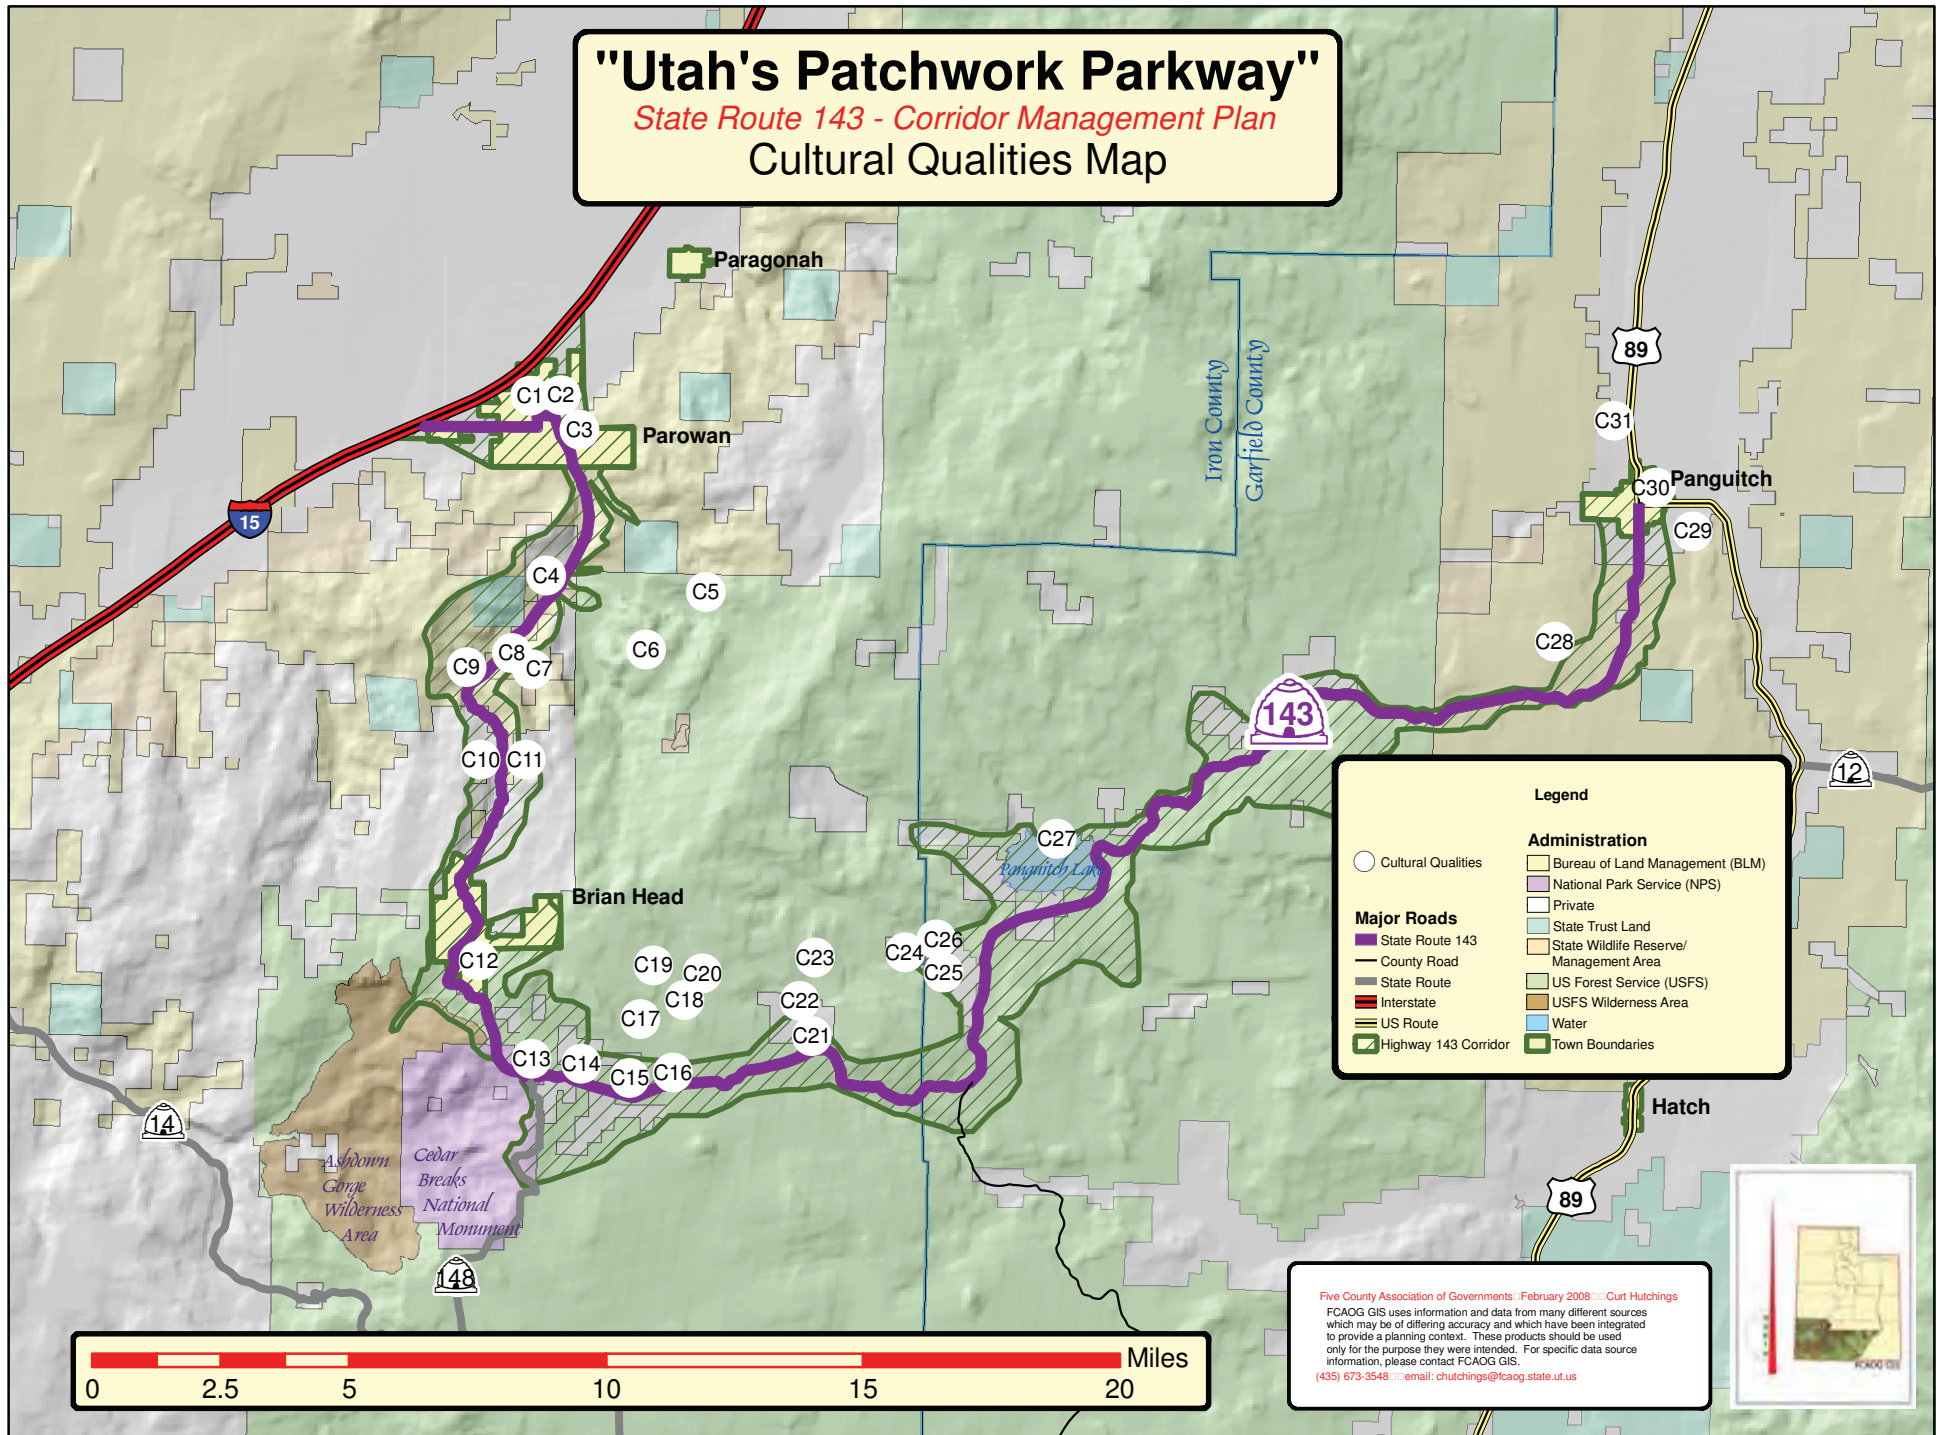 "Utah's Patchwork Parkway"
State Route 143 - Corridor Management Plan
Cultural Qualities Map
Paragonah
89
Iron County
Garfield County
C1
C2
C3
Parowan
C31
C30
Panguitch
15
C29
C4
C5
C6
C28
C8
C9
C7
143
C10
C11
12
C27
Panguitch Lake
Brian Head
C12
C19
C20
C23
C24
C26
C25
C18
C22
C17
C21
C13
C14
C15
C16
14
Ashdown
Gorge
Wilderness
Area
Cedar
Breaks
National
Monument
148
Hatch
89
Legend
Cultural Qualities
Major Roads
State Route 143
County Road
State Route
Interstate
US Route
Highway 143 Corridor
Administration
Bureau of Land Management (BLM)
National Park Service (NPS)
Private
State Trust Land
State Wildlife Reserve/
Management Area
US Forest Service (USFS)
USFS Wilderness Area
Water
Town Boundaries
Five County Association of Governments□February 2008□□Curt Hutchings
FCAOG GIS uses information and data from many different sources
which may be of differing accuracy and which have been integrated
to provide a planning context. These products should be used
only for the purpose they were intended. For specific data source
information, please contact FCAOG GIS.
(435) 673-3548□□email: chutchings@fcaog.state.ut.us
FCAOG GIS
Miles
0 2.5 5 10 15 20